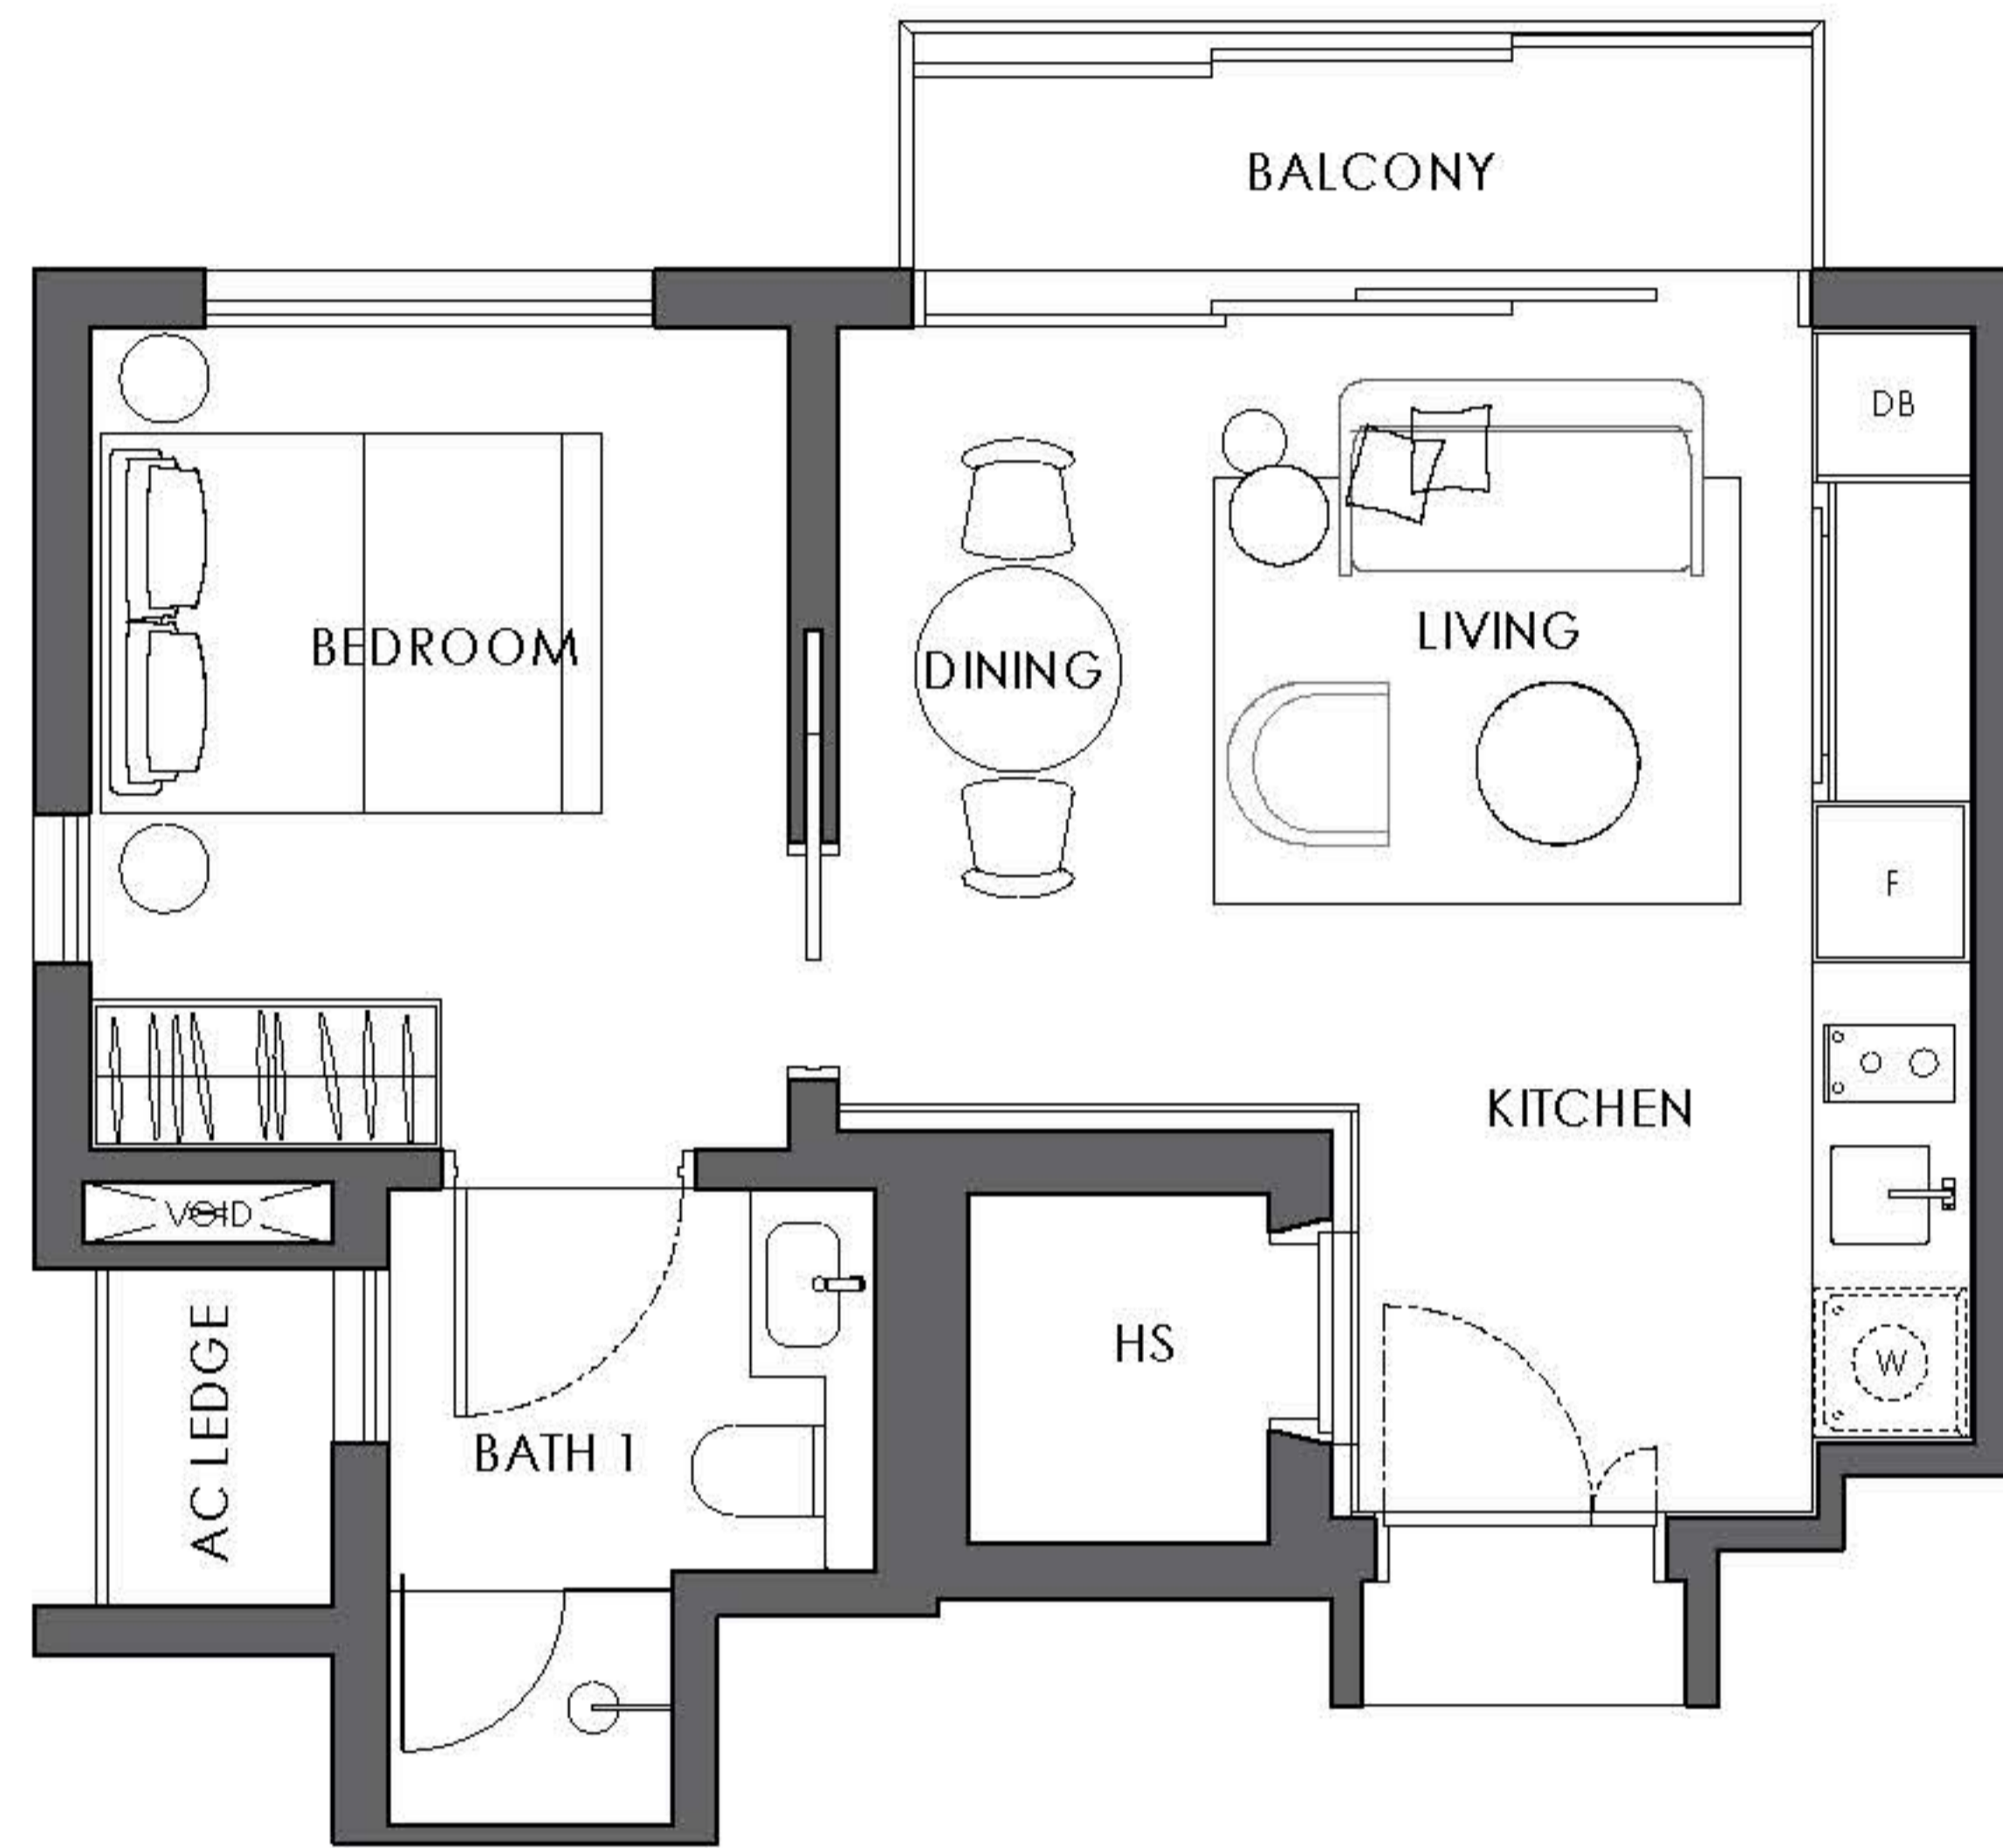 BALCONY
DB
BEDROOM
DINING
LIVING
F
KITCHEN
VOID
AC LEDGE
BATH 1
HS
W